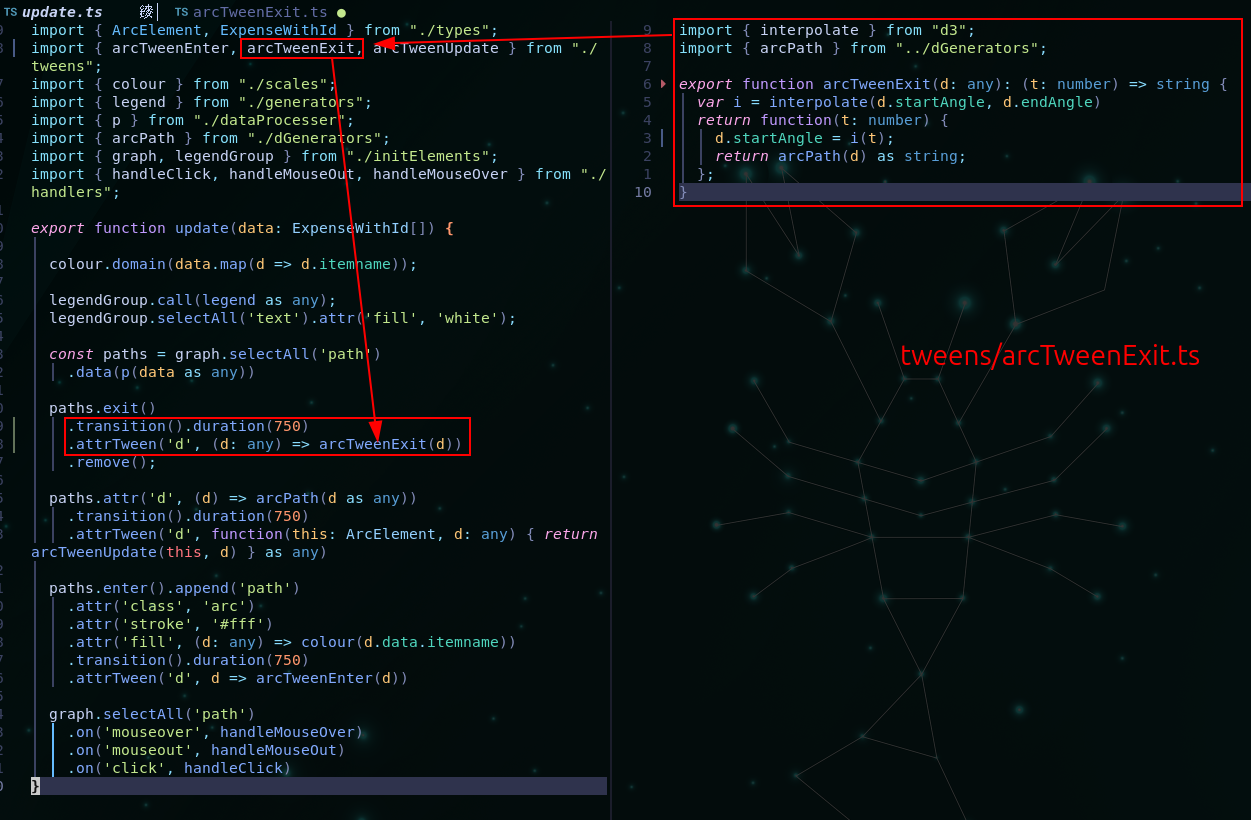 TS update.ts
TS arcTweenExit.ts ●
import { ArcElement, ExpenseWithId } from "./types";
import { arcTweenEnter, arcTweenExit, arcTweenUpdate } from "./
tweens";
import { colour } from "./scales";
import { legend } from "./generators";
import { p } from "./dataProcesser";
import { arcPath } from "./dGenerators";
import { graph, legendGroup } from "./initElements";
import { handleClick, handleMouseOut, handleMouseOver } from "./
handlers";
export function update(data: ExpenseWithId[]) {
colour.domain(data.map(d => d.itemname));
legendGroup.call(legend as any);
legendGroup.selectAll('text').attr('fill', 'white');
const paths = graph.selectAll('path')
.data(p(data as any))
paths.exit()
.transition().duration(750)
.attrTween('d', (d: any) => arcTweenExit(d))
.remove();
paths.attr('d', (d) => arcPath(d as any))
.transition().duration(750)
.attrTween('d', function(this: ArcElement, d: any) { return
arcTweenUpdate(this, d) } as any)
paths.enter().append('path')
.attr('class', 'arc')
.attr('stroke', '#fff')
.attr('fill', (d: any) => colour(d.data.itemname))
.transition().duration(750)
.attrTween('d', d => arcTweenEnter(d))
graph.selectAll('path')
.on('mouseover', handleMouseOver)
.on('mouseout', handleMouseOut)
.on('click', handleClick)
}
9 import { interpolate } from "d3";
8 import { arcPath } from "../dGenerators";
7
6 export function arcTweenExit(d: any): (t: number) => string {
5 var i = interpolate(d.startAngle, d.endAngle)
4 return function(t: number) {
3 d.startAngle = i(t);
2 return arcPath(d) as string;
1 };
10 }
tweens/arcTweenExit.ts